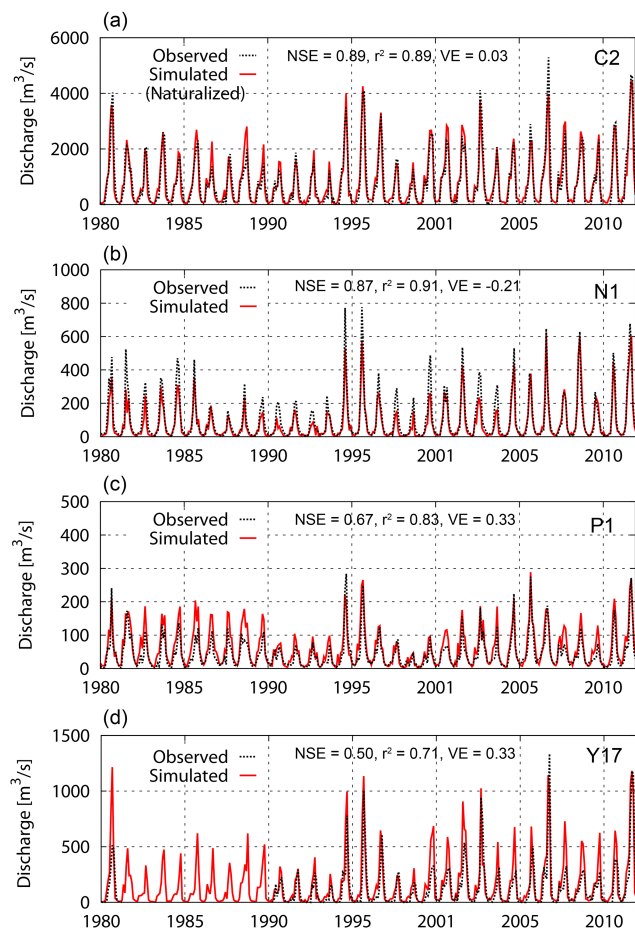 (a)
6000
4000
2000
0
Discharge [m³/s]
Observed
Simulated
(Naturalized)
NSE = 0.89, r² = 0.89, VE = 0.03
C2
1980 1985 1990 1995 2001 2005 2010
(b)
1000
800
600
400
200
0
Discharge [m³/s]
Observed
Simulated
NSE = 0.87, r² = 0.91, VE = -0.21
N1
1980 1985 1990 1995 2001 2005 2010
(c)
500
400
300
200
100
0
Discharge [m³/s]
Observed
Simulated
NSE = 0.67, r² = 0.83, VE = 0.33
P1
1980 1985 1990 1995 2001 2005 2010
(d)
1500
1000
500
0
Discharge [m³/s]
Observed
Simulated
NSE = 0.50, r² = 0.71, VE = 0.33
Y17
1980 1985 1990 1995 2001 2005 2010